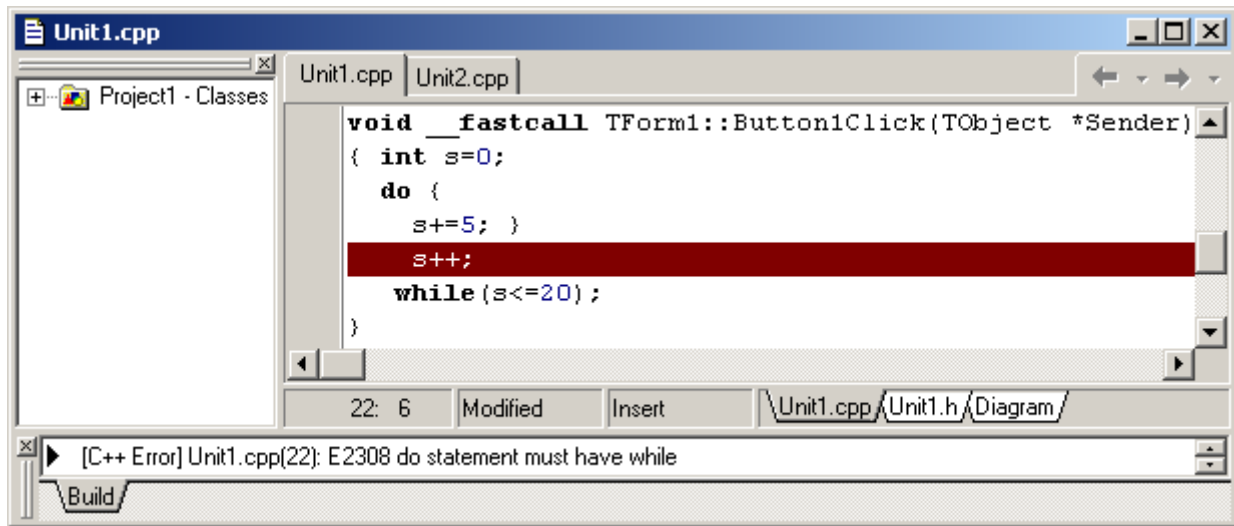 Unit1.cpp
Project1 - Classes
Unit1.cpp Unit2.cpp
void __fastcall TForm1::Button1Click(TObject *Sender)
{ int s=0;
do {
s+=5; }
s++;
while(s<=20);
}
22: 6 Modified Insert Unit1.cpp Unit1.h Diagram
[C++ Error] Unit1.cpp(22): E2308 do statement must have while
Build